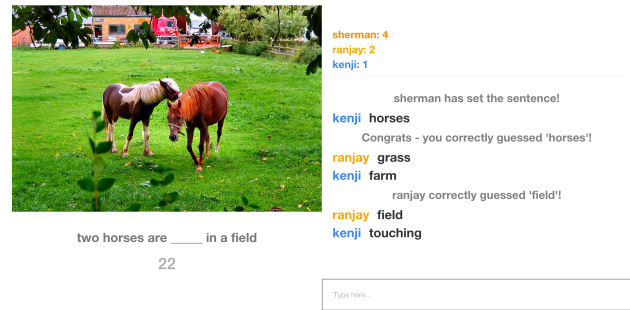 two horses are _____ in a field
22
sherman: 4
ranjay: 2
kenji: 1
sherman has set the sentence!
kenji horses
Congrats - you correctly guessed 'horses'!
ranjay grass
kenji farm
ranjay correctly guessed 'field'!
ranjay field
kenji touching
Type here...